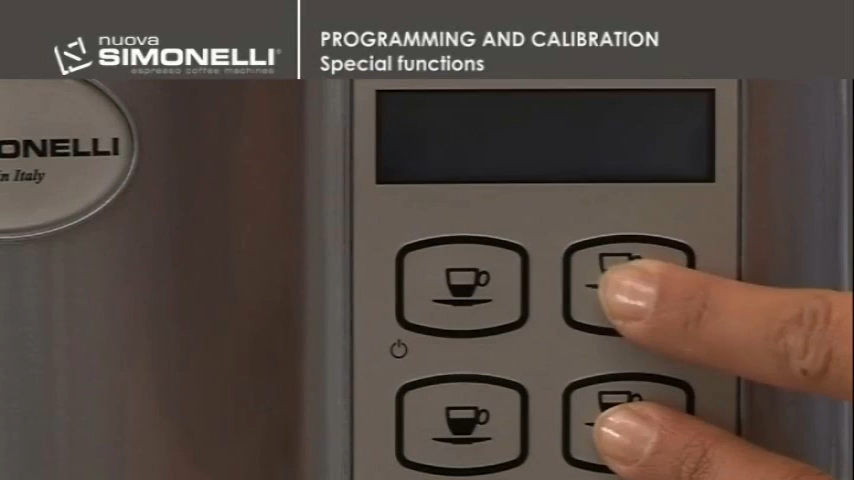 nuova
SIMONELLI®
espresso coffee machines
PROGRAMMING AND CALIBRATION
Special functions
ONELLI
in Italy